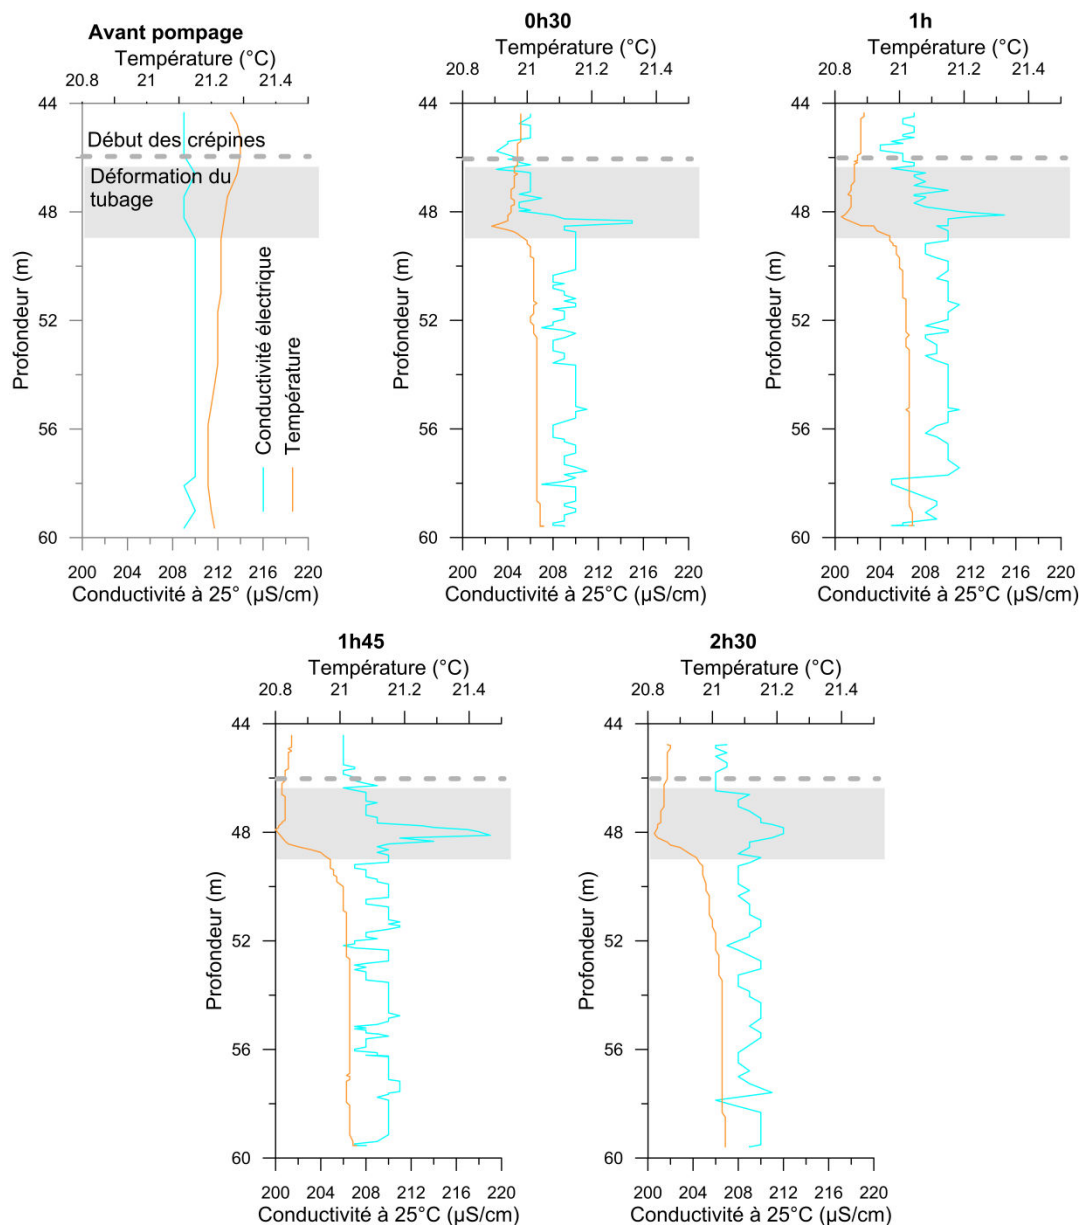 Avant pompage
Température (°C)
20.8 21 21.2 21.4
44
48
52
56
60
Profondeur (m)
Début des crépines
Déformation du
tubage
Conductivité électrique
Température
200 204 208 212 216 220
Conductivité à 25° (µS/cm)
0h30
Température (°C)
20.8 21 21.2 21.4
44
48
52
56
60
Profondeur (m)
200 204 208 212 216 220
Conductivité à 25°C (µS/cm)
1h
Température (°C)
20.8 21 21.2 21.4
44
48
52
56
60
Profondeur (m)
200 204 208 212 216 220
Conductivité à 25°C (µS/cm)
1h45
Température (°C)
20.8 21 21.2 21.4
44
48
52
56
60
Profondeur (m)
200 204 208 212 216 220
Conductivité à 25°C (µS/cm)
2h30
Température (°C)
20.8 21 21.2 21.4
44
48
52
56
60
Profondeur (m)
200 204 208 212 216 220
Conductivité à 25°C (µS/cm)